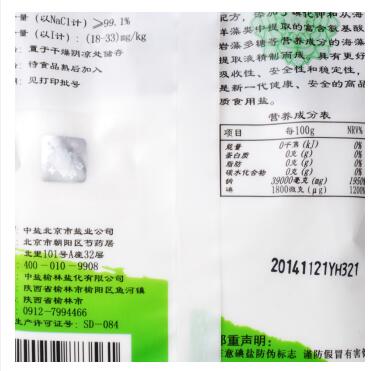 量（以NaCl计）≥99.1%
量（以I计）:（18-33)mg/kg
：置于干燥阴凉处储存
：待食品熟后加入
：见打印批号
：中盐北京市盐业公司
：北京市朝阳区芍药居
北里101号A座32层
：400-010-9908
：中盐榆林盐化有限公司
：陕西省榆林市榆阳区鱼河镇
：陕西省榆林市
：0912-7994466
生产许可证号：SD-084
配方，添加了碘化钾和从海
洋藻类中提取的富含氨基酸
岩藻多糖等营养成分的海藻
提取液精制而成，具有更好
吸收性、安全性和稳定性，
是新一代健康、安全的高品
质食用盐。
营养成分表
项目 每100g NRV%
能量 0千焦(kJ) 0%
蛋白质 0克(g) 0%
脂肪 0克(g) 0%
碳水化合物 0克(g) 0%
钠 39000毫克(mg) 1950%
碘 1800微克(μg) 1200%
20141121YH321
郑重声明：
注意碘盐防伪标志 谨防假冒有害